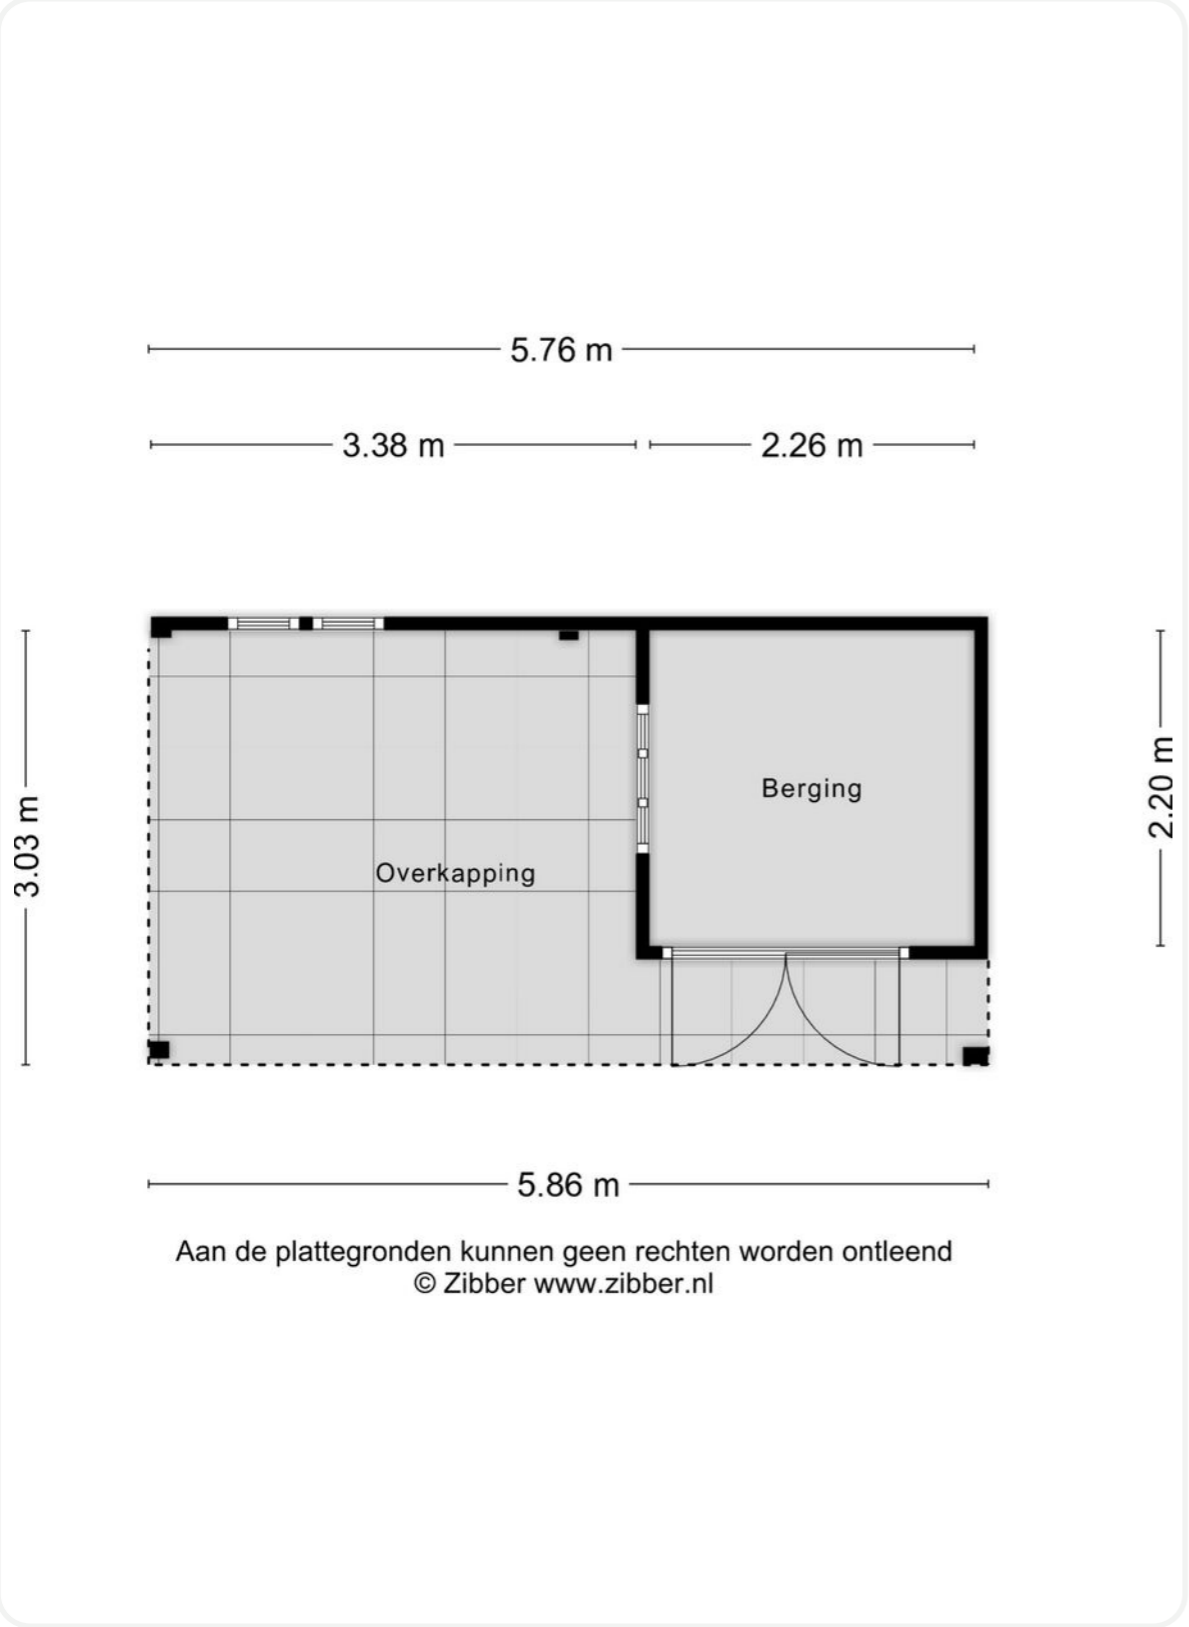 5.76 m
3.38 m
2.26 m
3.03 m
2.20 m
Berging
Overkapping
5.86 m
Aan de plattegronden kunnen geen rechten worden ontleend
© Zibber www.zibber.nl